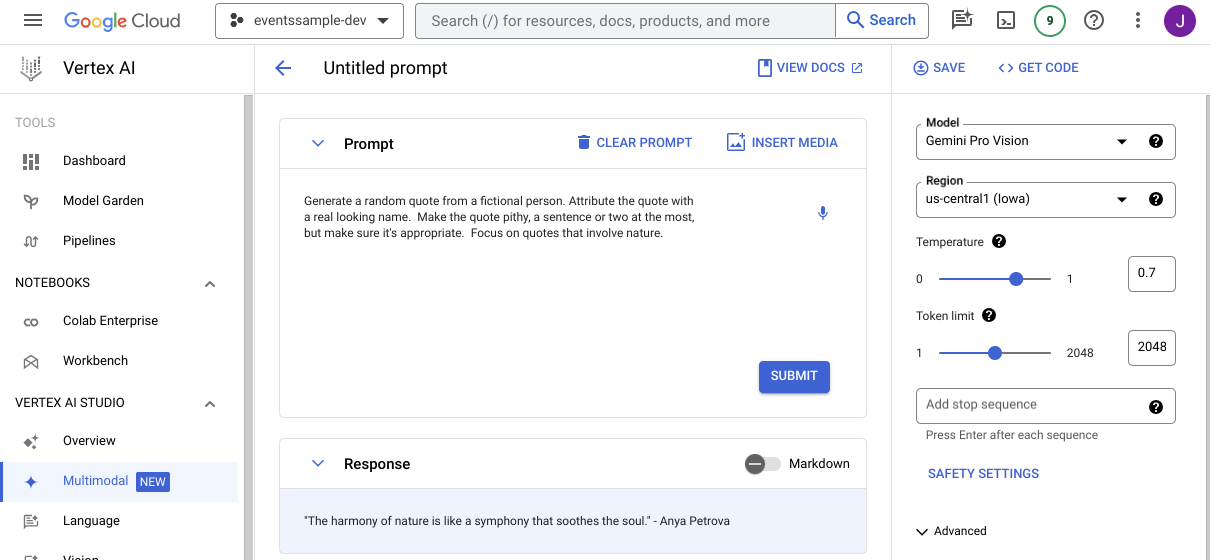 Google Cloud
eventssample-dev
Search (/) for resources, docs, products, and more
Search
9
J
Vertex AI
Untitled prompt
VIEW DOCS
SAVE
GET CODE
TOOLS
Dashboard
Model Garden
Pipelines
NOTEBOOKS
Colab Enterprise
Workbench
VERTEX AI STUDIO
Overview
Multimodal NEW
Language
Vision
Prompt
CLEAR PROMPT
INSERT MEDIA
Generate a random quote from a fictional person. Attribute the quote with
a real looking name.  Make the quote pithy, a sentence or two at the most,
but make sure it's appropriate.  Focus on quotes that involve nature.
SUBMIT
Response
Markdown
"The harmony of nature is like a symphony that soothes the soul." - Anya Petrova
Model
Gemini Pro Vision
Region
us-central1 (Iowa)
Temperature
0
1
0.7
Token limit
1
2048
2048
Add stop sequence
Press Enter after each sequence
SAFETY SETTINGS
Advanced